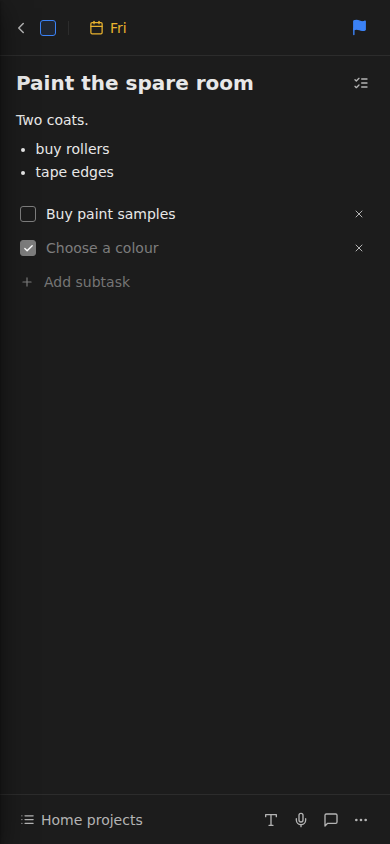 Fri
Paint the spare room
Two coats.
• buy rollers
• tape edges
Buy paint samples
Choose a colour
Add subtask
Home projects